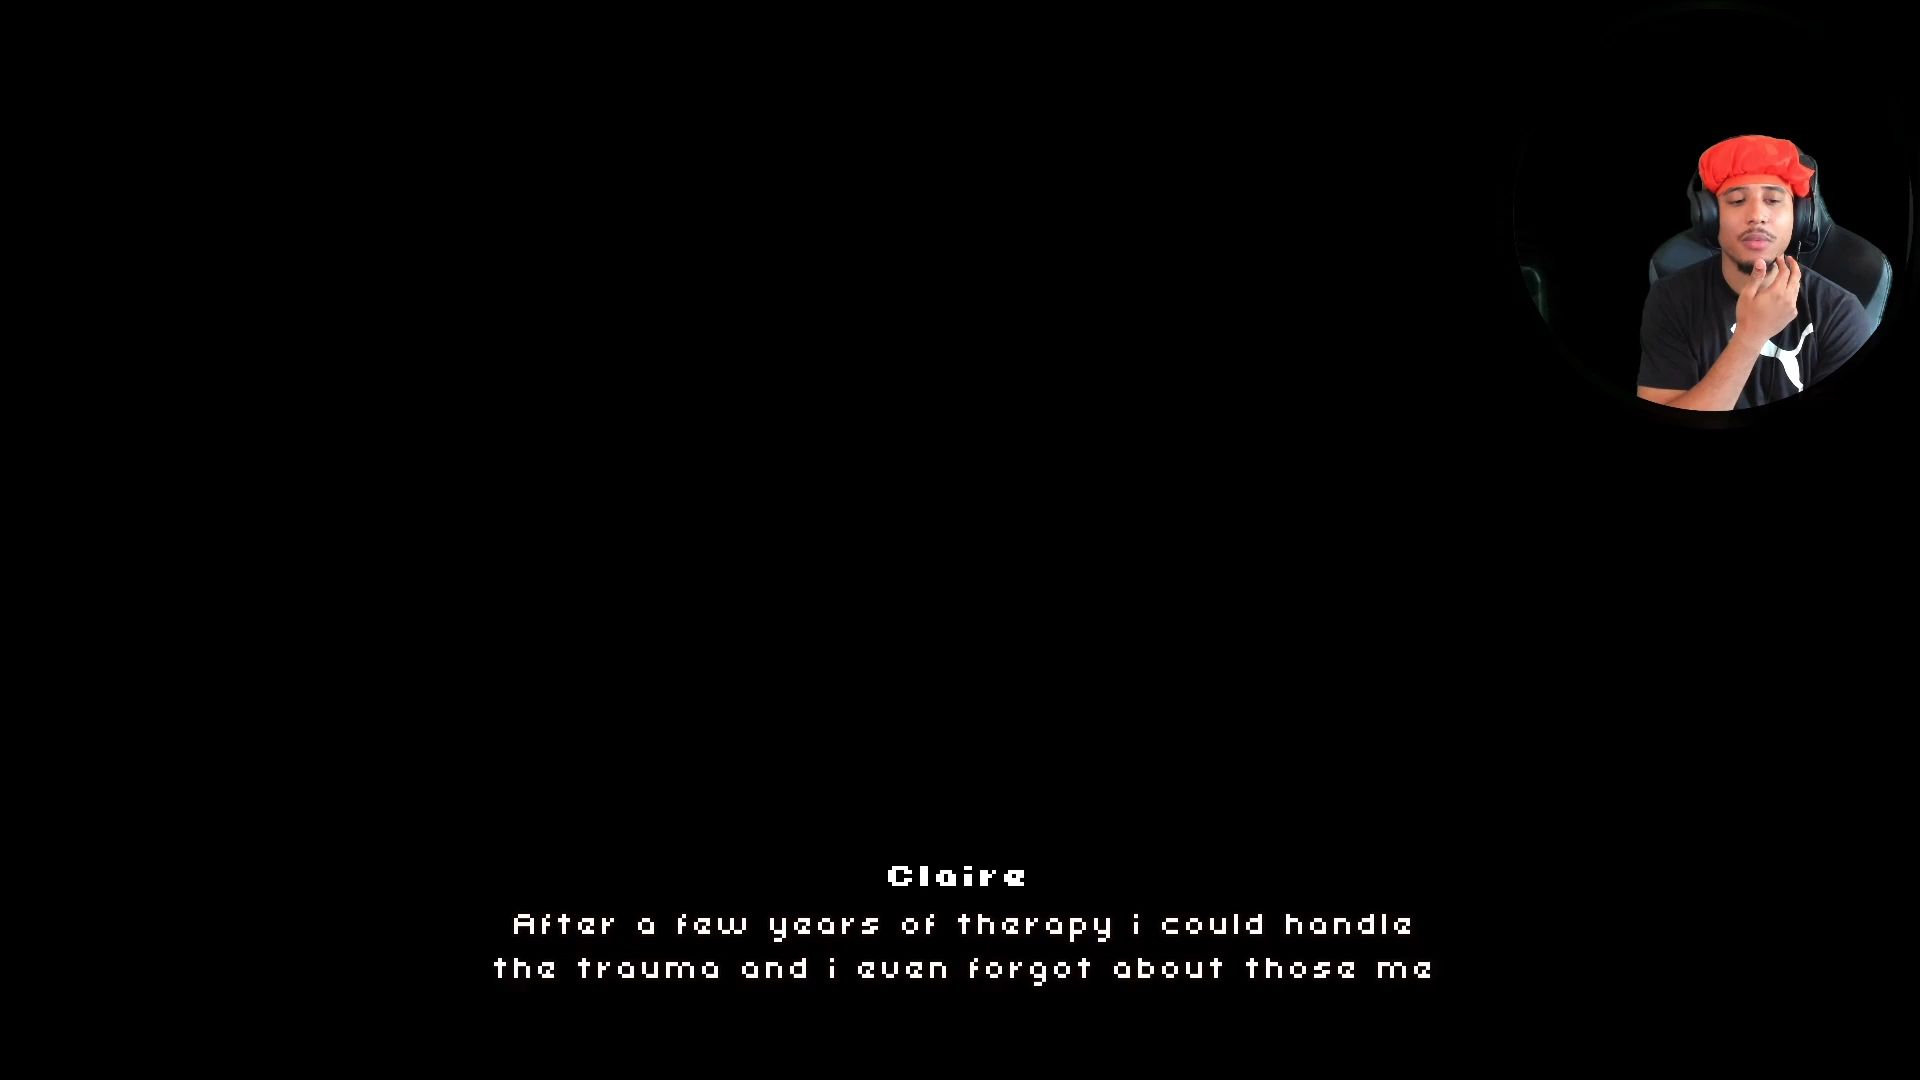 Claire
After a few years of therapy i could handle
the trauma and i even forgot about those me